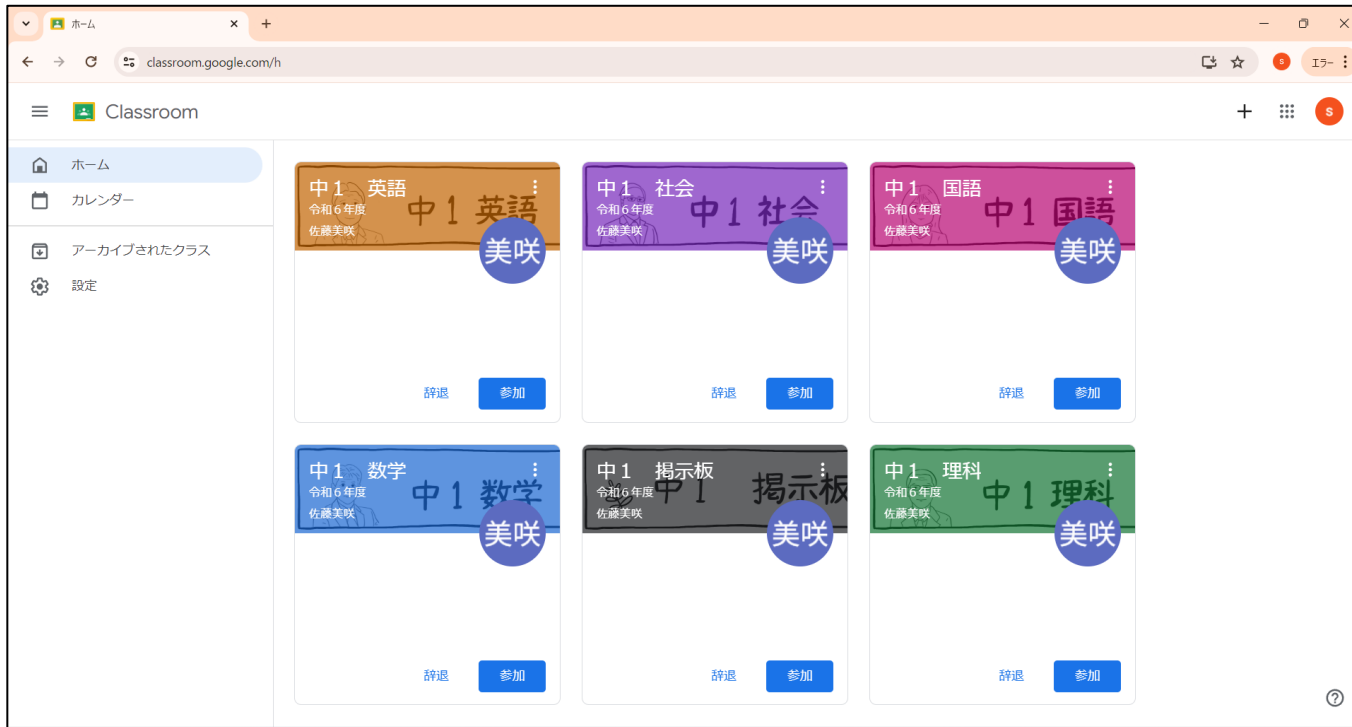 ホーム
classroom.google.com/h
S
エラー
Classroom
S
ホーム
カレンダー
アーカイブされたクラス
設定
中1　英語
令和6年度
佐藤美咲
中1 英語
美咲
辞退
参加
中1　社会
令和6年度
佐藤美咲
中1 社会
美咲
辞退
参加
中1　国語
令和6年度
佐藤美咲
中1 国語
美咲
辞退
参加
中1　数学
令和6年度
佐藤美咲
中1 数学
美咲
辞退
参加
中1　掲示板
令和6年度
佐藤美咲
中1 掲示板
美咲
辞退
参加
中1　理科
令和6年度
佐藤美咲
中1 理科
美咲
辞退
参加